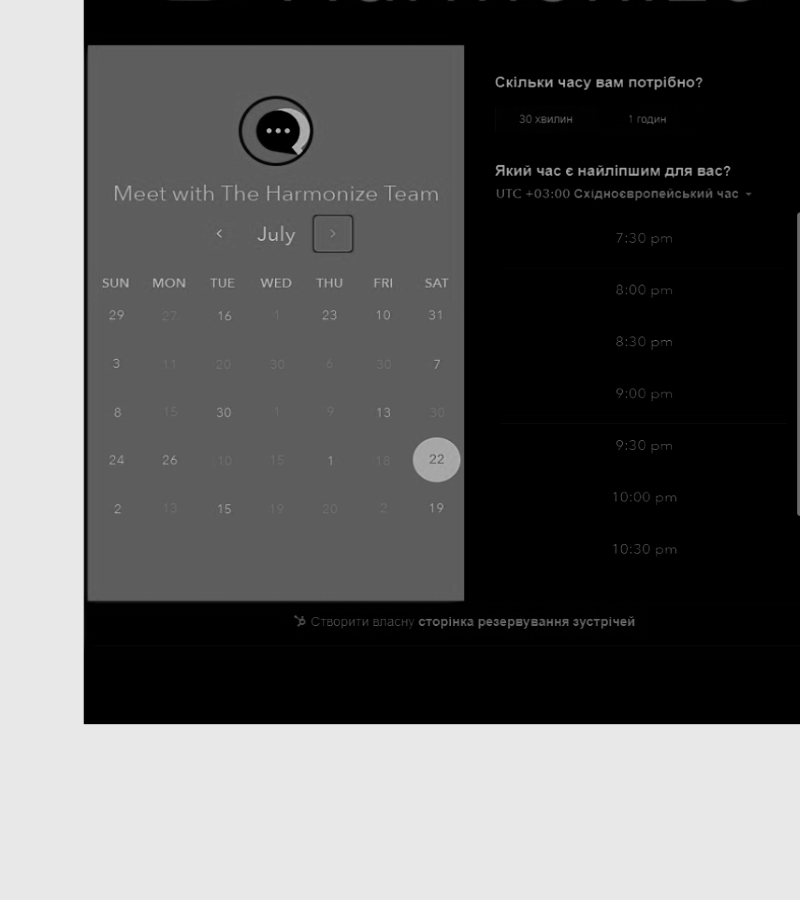 Meet with The Harmonize Team
July
SUN MON TUE WED THU FRI SAT
29 27 16 1 23 10 31
3 11 20 30 6 30 7
8 15 30 1 9 13 30
24 26 10 15 1 18 22
2 13 15 19 20 2 19
Скільки часу вам потрібно?
30 хвилин 1 годин
Який час є найліпшим для вас?
UTC +03:00 Східноєвропейський час
7:30 pm
8:00 pm
8:30 pm
9:00 pm
9:30 pm
10:00 pm
10:30 pm
Створити власну сторінка резервування зустрічей